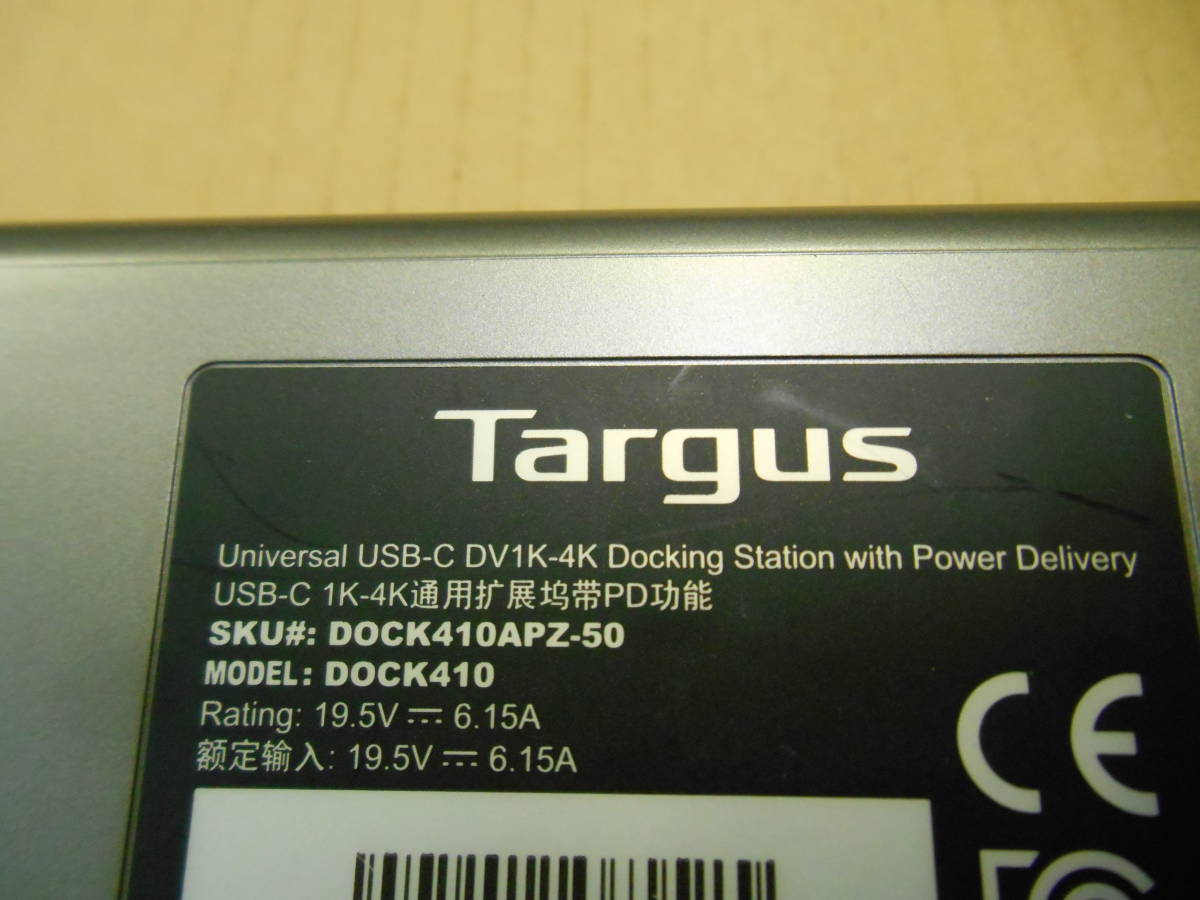 Targus
Universal USB-C DV1K-4K Docking Station with Power Delivery
USB-C 1K-4K通用扩展坞带PD功能
SKU#: DOCK410APZ-50
MODEL: DOCK410
Rating: 19.5V ⎓ 6.15A
额定输入: 19.5V ⎓ 6.15A
CE